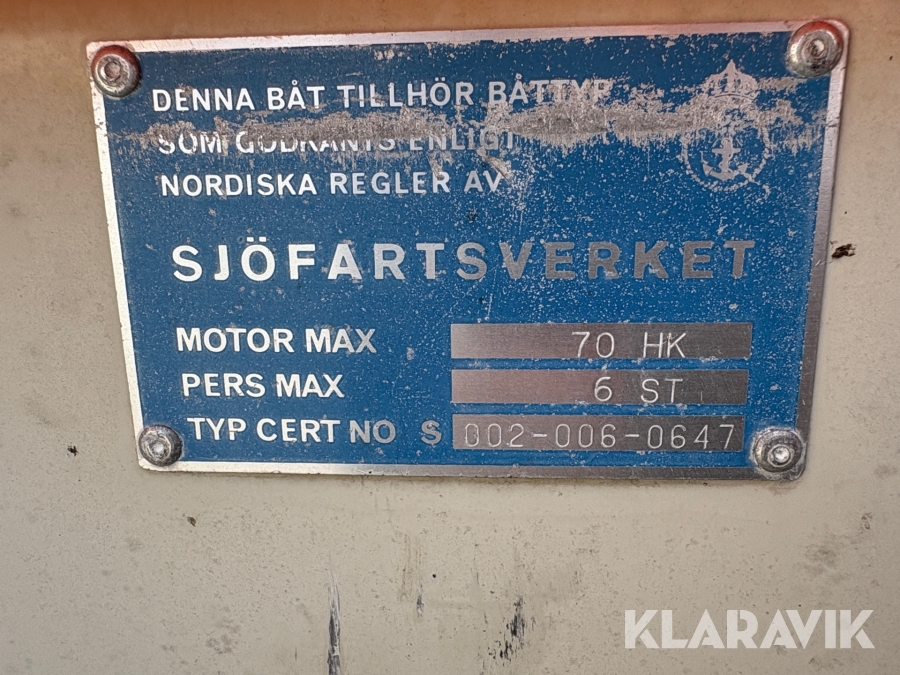 DENNA BÅT TILLHÖR BÅTTYP
SOM GODKÄNTS ENLIGT
NORDISKA REGLER AV
SJÖFARTSVERKET
MOTOR MAX 70 HK
PERS MAX 6 ST
TYP CERT NO S 002-006-0647
KLARAVIK